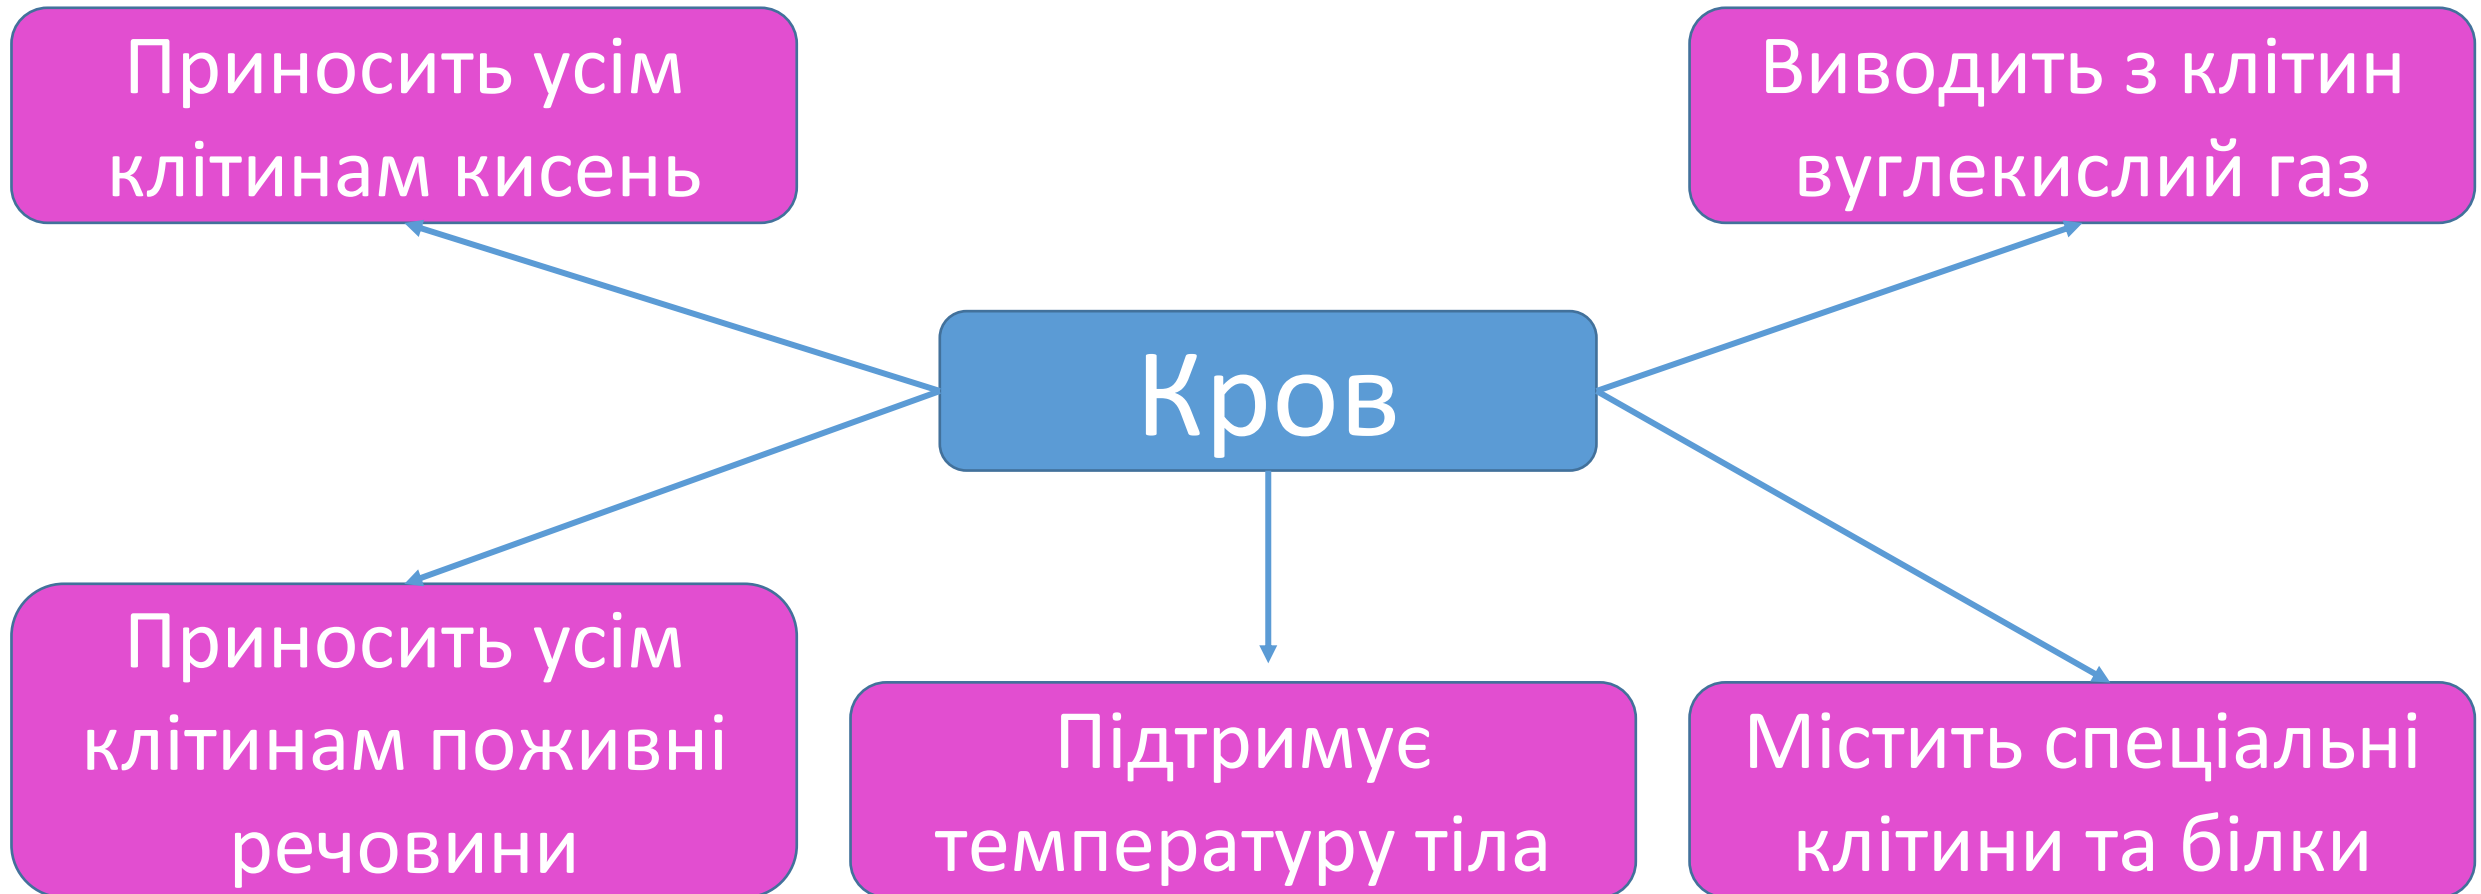 Приносить усім
клітинам кисень
Виводить з клітин
вуглекислий газ
Кров
Приносить усім
клітинам поживні
речовини
Підтримує
температуру тіла
Містить спеціальні
клітини та білки